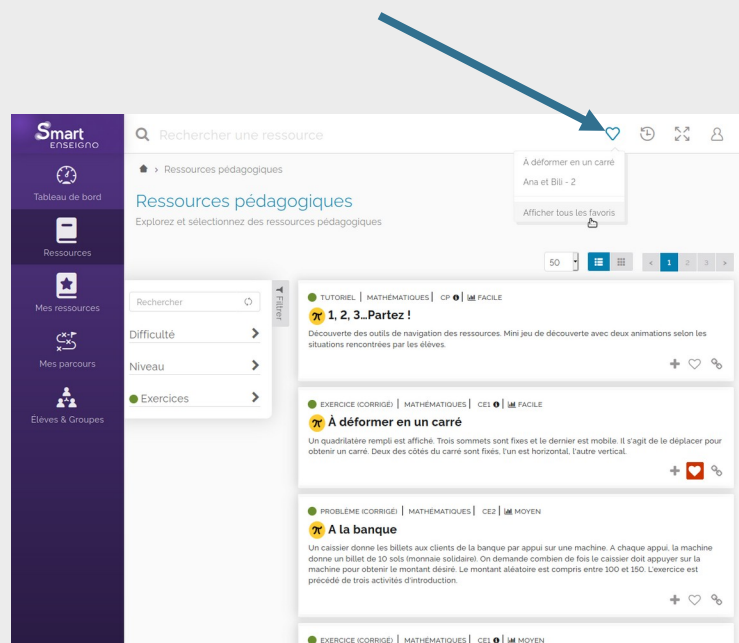 Smart
ENSEIGNO
Rechercher une ressource
À déformer en un carré
Ana et Bili - 2
Afficher tous les favoris
Ressources pédagogiques
Ressources pédagogiques
Explorez et sélectionnez des ressources pédagogiques
Tableau de bord
Ressources
Mes ressources
Mes parcours
Élèves & Groupes
50
< 1 2 3 >
Rechercher
Filtrer
Difficulté
Niveau
Exercices
TUTORIEL | MATHÉMATIQUES | CP | FACILE
1, 2, 3...Partez !
Découverte des outils de navigation des ressources. Mini jeu de découverte avec deux animations selon les
situations rencontrées par les élèves.
EXERCICE (CORRIGÉ) | MATHÉMATIQUES | CE1 | FACILE
À déformer en un carré
Un quadrilatère rempli est affiché. Trois sommets sont fixes et le dernier est mobile. Il s'agit de le déplacer pour
obtenir un carré. Deux des côtés du carré sont fixés, l'un est horizontal, l'autre vertical.
PROBLÈME (CORRIGÉ) | MATHÉMATIQUES | CE2 | MOYEN
A la banque
Un caissier donne les billets aux clients de la banque par appui sur une machine. A chaque appui, la machine
donne un billet de 10 sols (monnaie solidaire). On demande combien de fois le caissier doit appuyer sur la
machine pour obtenir le montant désiré. Le montant aléatoire est compris entre 100 et 150. L'exercice est
précédé de trois activités d'introduction.
EXERCICE (CORRIGÉ) | MATHÉMATIQUES | CE1 | MOYEN